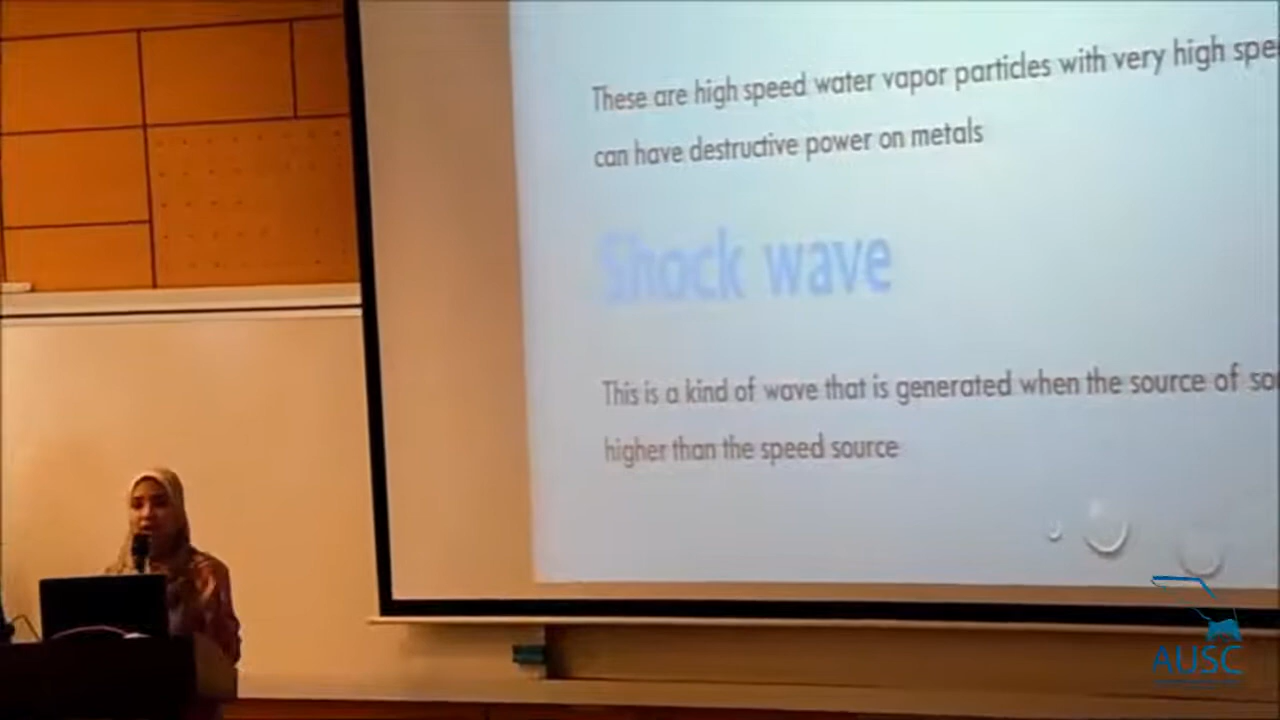 These are high speed water vapor particles with very high spe
can have destructive power on metals
Shock wave
This is a kind of wave that is generated when the source of so
higher than the speed source
AUSC